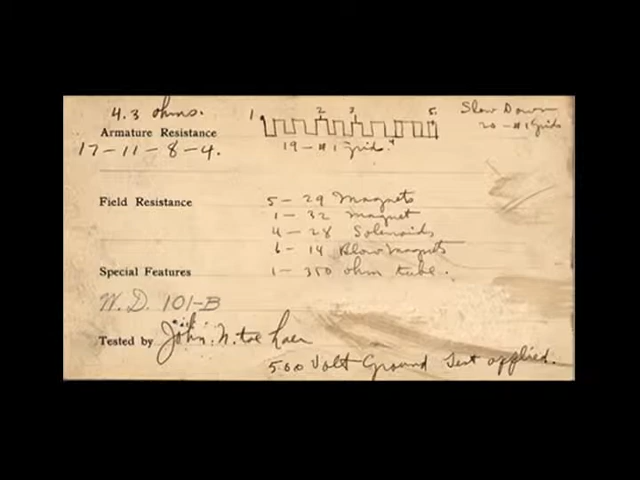 4.3 ohms.
1 2 3 5
Slow Down
20 - #1 Grids
Armature Resistance
17-11-8-4.
19 - #1 Grids. 4
Field Resistance
5 - 29 Magnets
1 - 32 Magnet
4 - 28 Solenoids
6 - 14 Blow Magnets
Special Features
1 - 350 ohm tube.
W.D. 101-B
Tested by John. N.
500 Volt Ground Test applied.